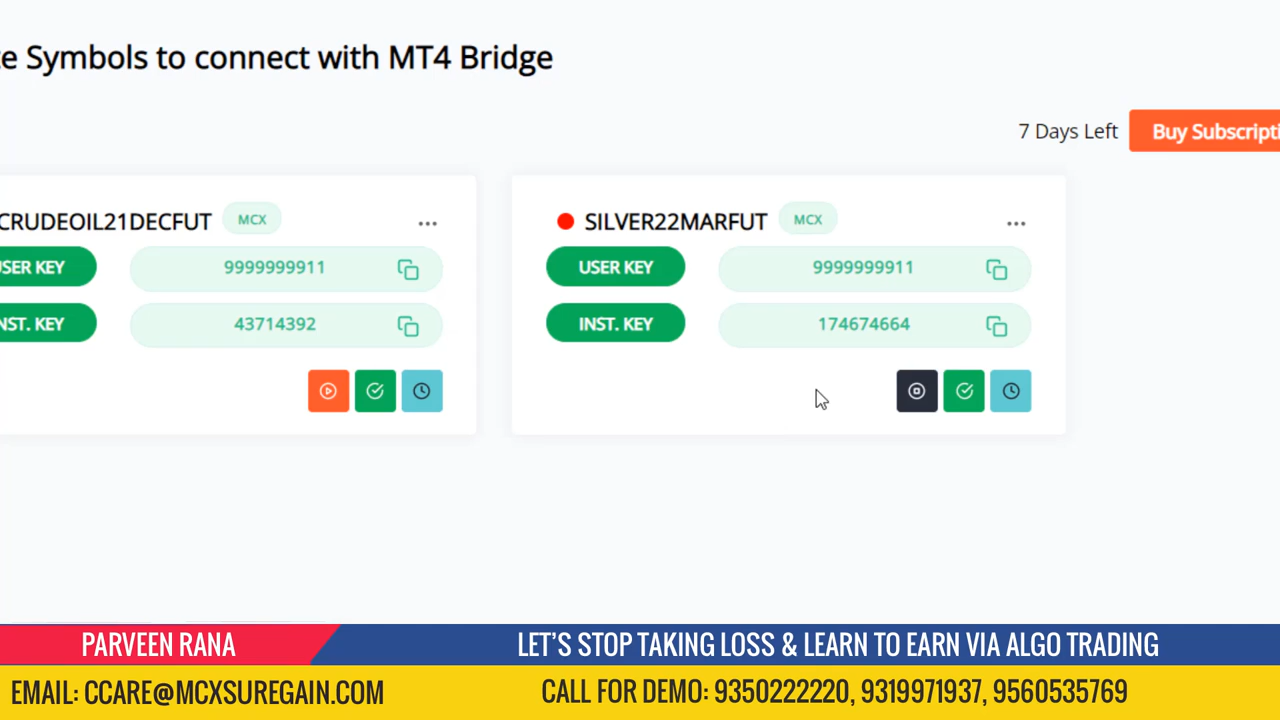 te Symbols to connect with MT4 Bridge
7 Days Left Buy Subscripti
CRUDEOIL21DECFUT MCX ...
USER KEY 9999999911
INST. KEY 43714392
SILVER22MARFUT MCX ...
USER KEY 9999999911
INST. KEY 174674664
PARVEEN RANA
LET'S STOP TAKING LOSS & LEARN TO EARN VIA ALGO TRADING
EMAIL: CCARE@MCXSUREGAIN.COM
CALL FOR DEMO: 9350222220, 9319971937, 9560535769